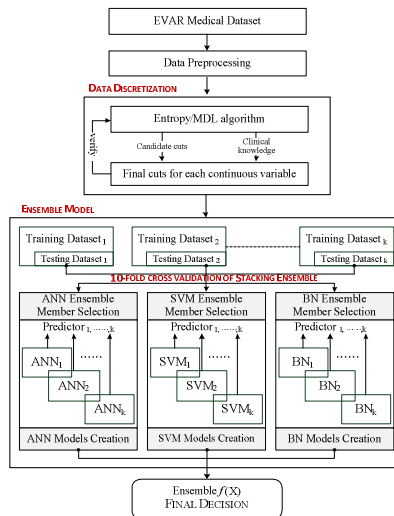 EVAR Medical Dataset
Data Preprocessing
DATA DISCRETIZATION
Entropy/MDL algorithm
verify
Candidate cuts
Clinical knowledge
Final cuts for each continuous variable
ENSEMBLE MODEL
Training Dataset 1
Testing Dataset 1
Training Dataset 2
Testing Dataset 2
Training Dataset k
Testing Dataset k
10-FOLD CROSS VALIDATION OF STACKING ENSEMBLE
ANN Ensemble Member Selection
Predictor 1, ......,k
ANN1
......
ANN2
ANNk
ANN Models Creation
SVM Ensemble Member Selection
Predictor 1, ......,k
SVM1
......
SVM2
SVMk
SVM Models Creation
BN Ensemble Member Selection
Predictor 1, ......,k
BN1
......
BN2
BNk
BN Models Creation
Ensemble f(X)
FINAL DECISION